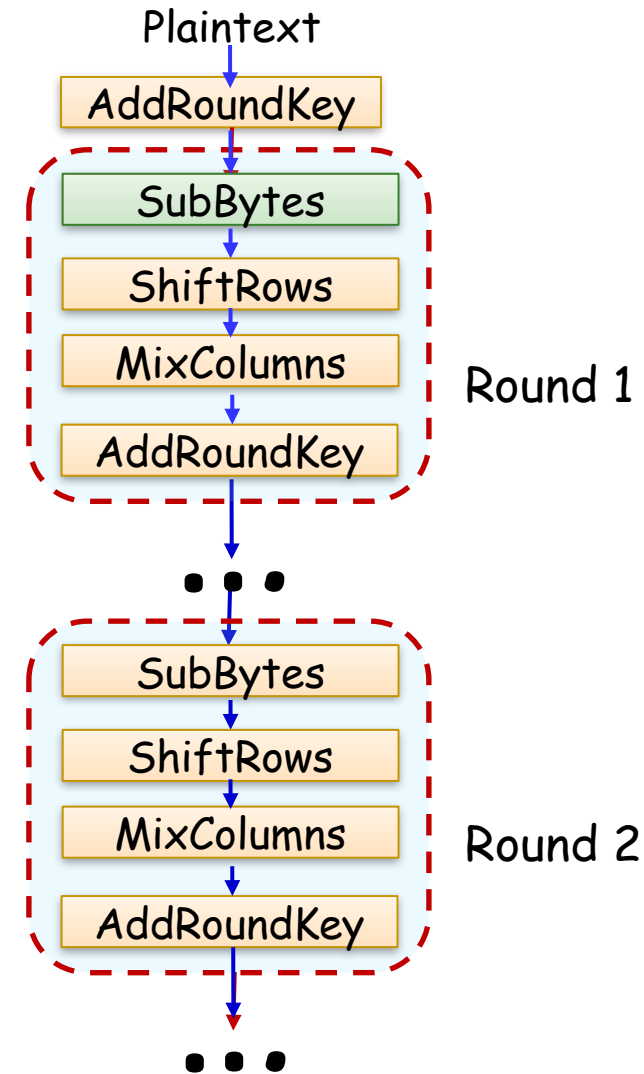 Plaintext
AddRoundKey
SubBytes
ShiftRows
MixColumns
Round 1
AddRoundKey
...
SubBytes
ShiftRows
MixColumns
Round 2
AddRoundKey
...